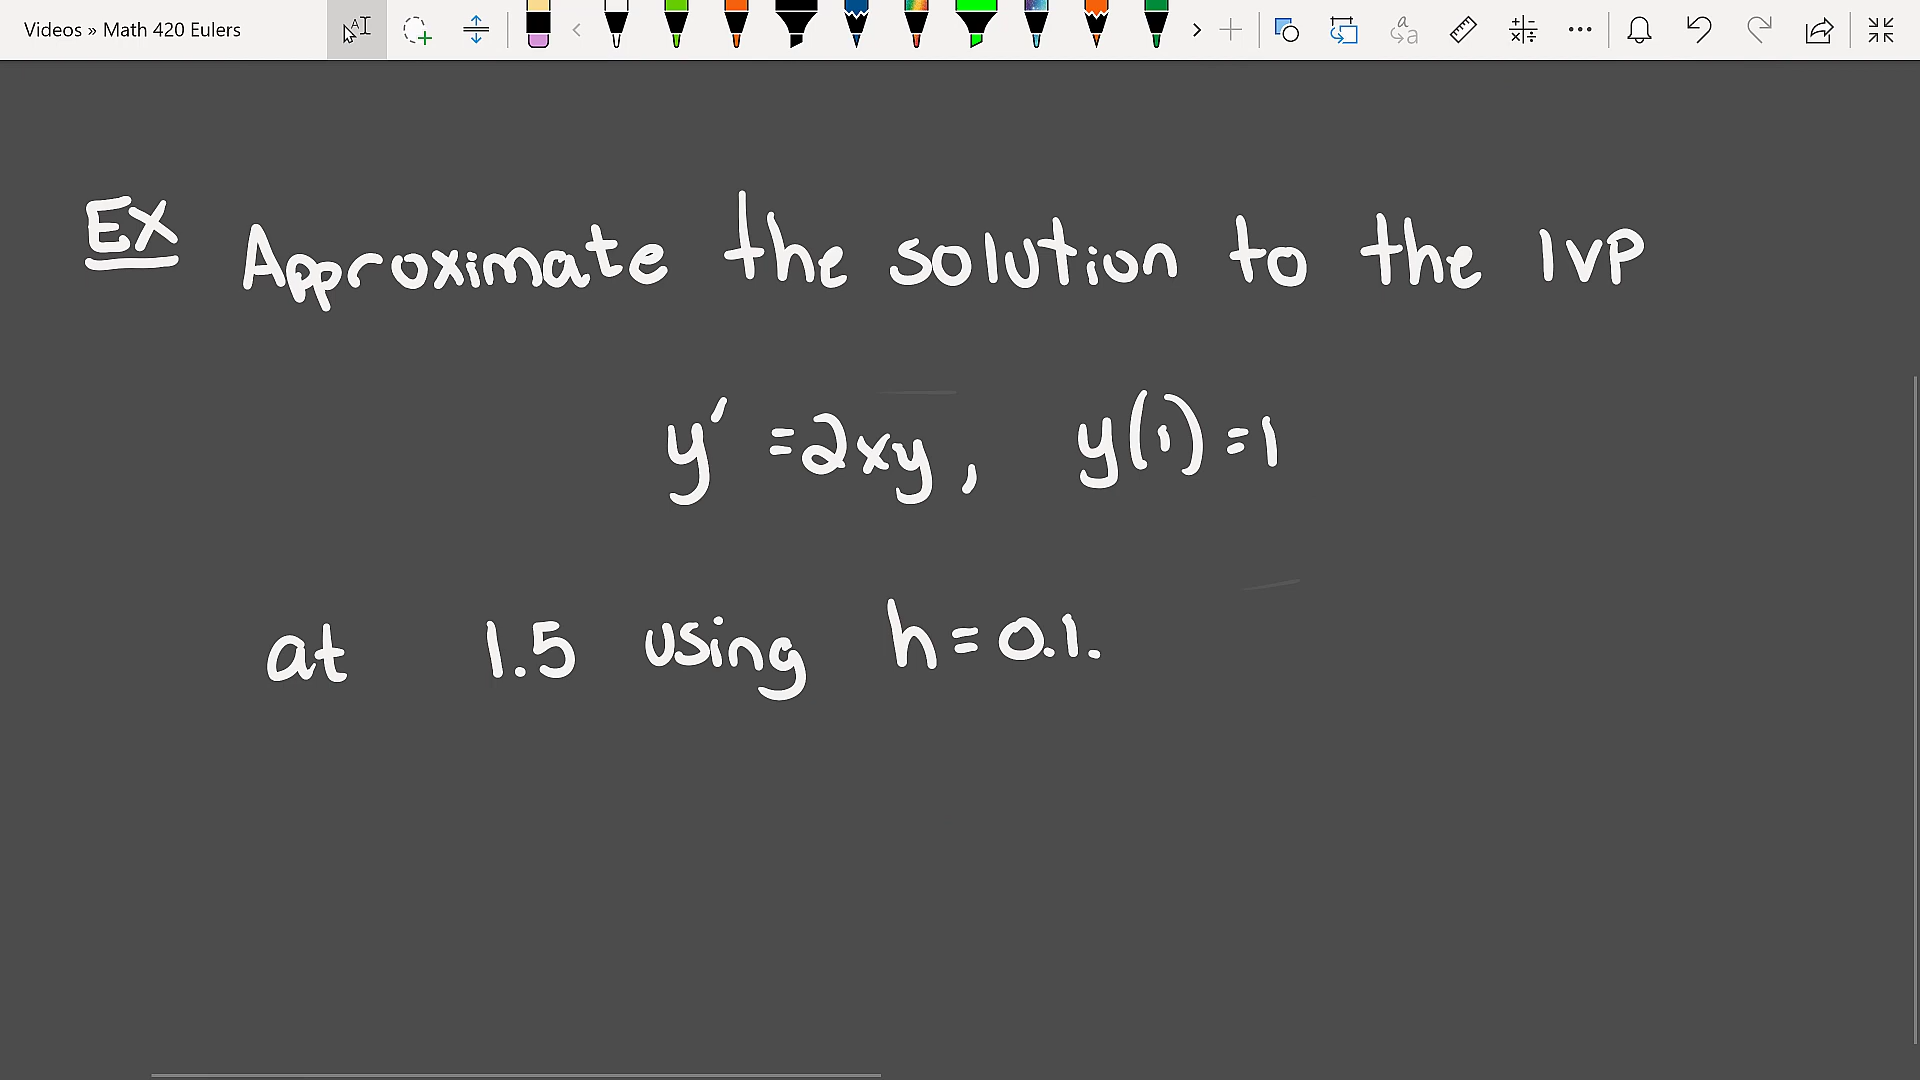 Videos » Math 420 Eulers
EX Approximate the solution to the IVP
y' = 2xy, y(1) = 1
at 1.5 using h = 0.1.